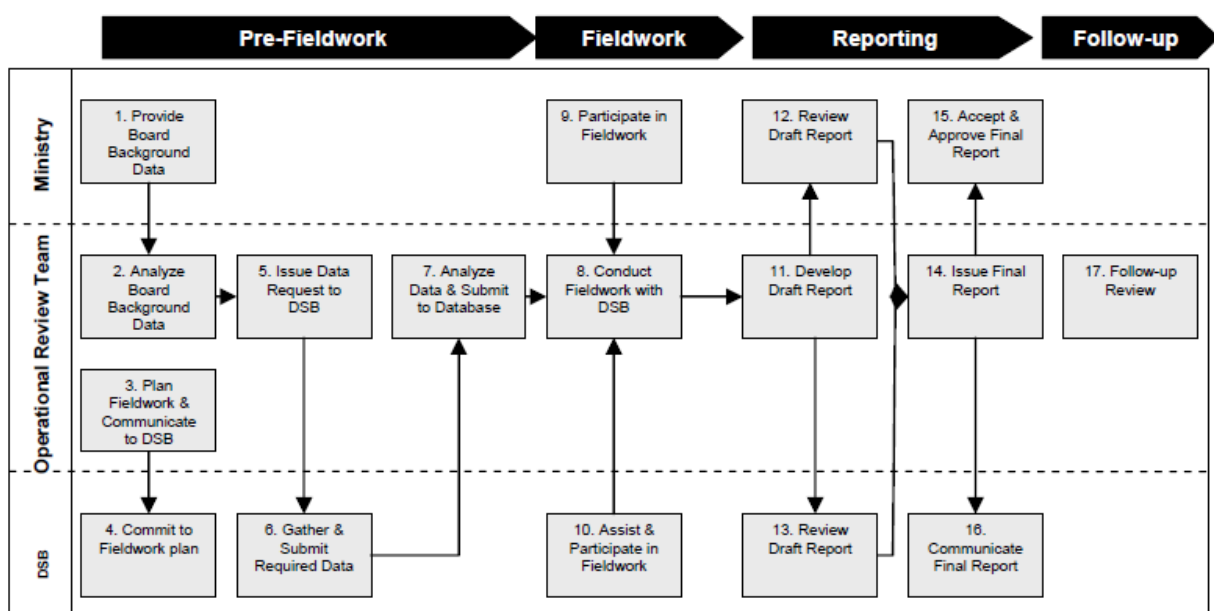 Pre-Fieldwork
Fieldwork
Reporting
Follow-up
Ministry
1. Provide
Board
Background
Data
9. Participate in
Fieldwork
12. Review
Draft Report
15. Accept &
Approve Final
Report
Operational Review Team
2. Analyze
Board
Background
Data
5. Issue Data
Request to
DSB
7. Analyze
Data & Submit
to Database
8. Conduct
Fieldwork with
DSB
11. Develop
Draft Report
14. Issue Final
Report
17. Follow-up
Review
3. Plan
Fieldwork &
Communicate
to DSB
DSB
4. Commit to
Fieldwork plan
6. Gather &
Submit
Required Data
10. Assist &
Participate in
Fieldwork
13. Review
Draft Report
16.
Communicate
Final Report